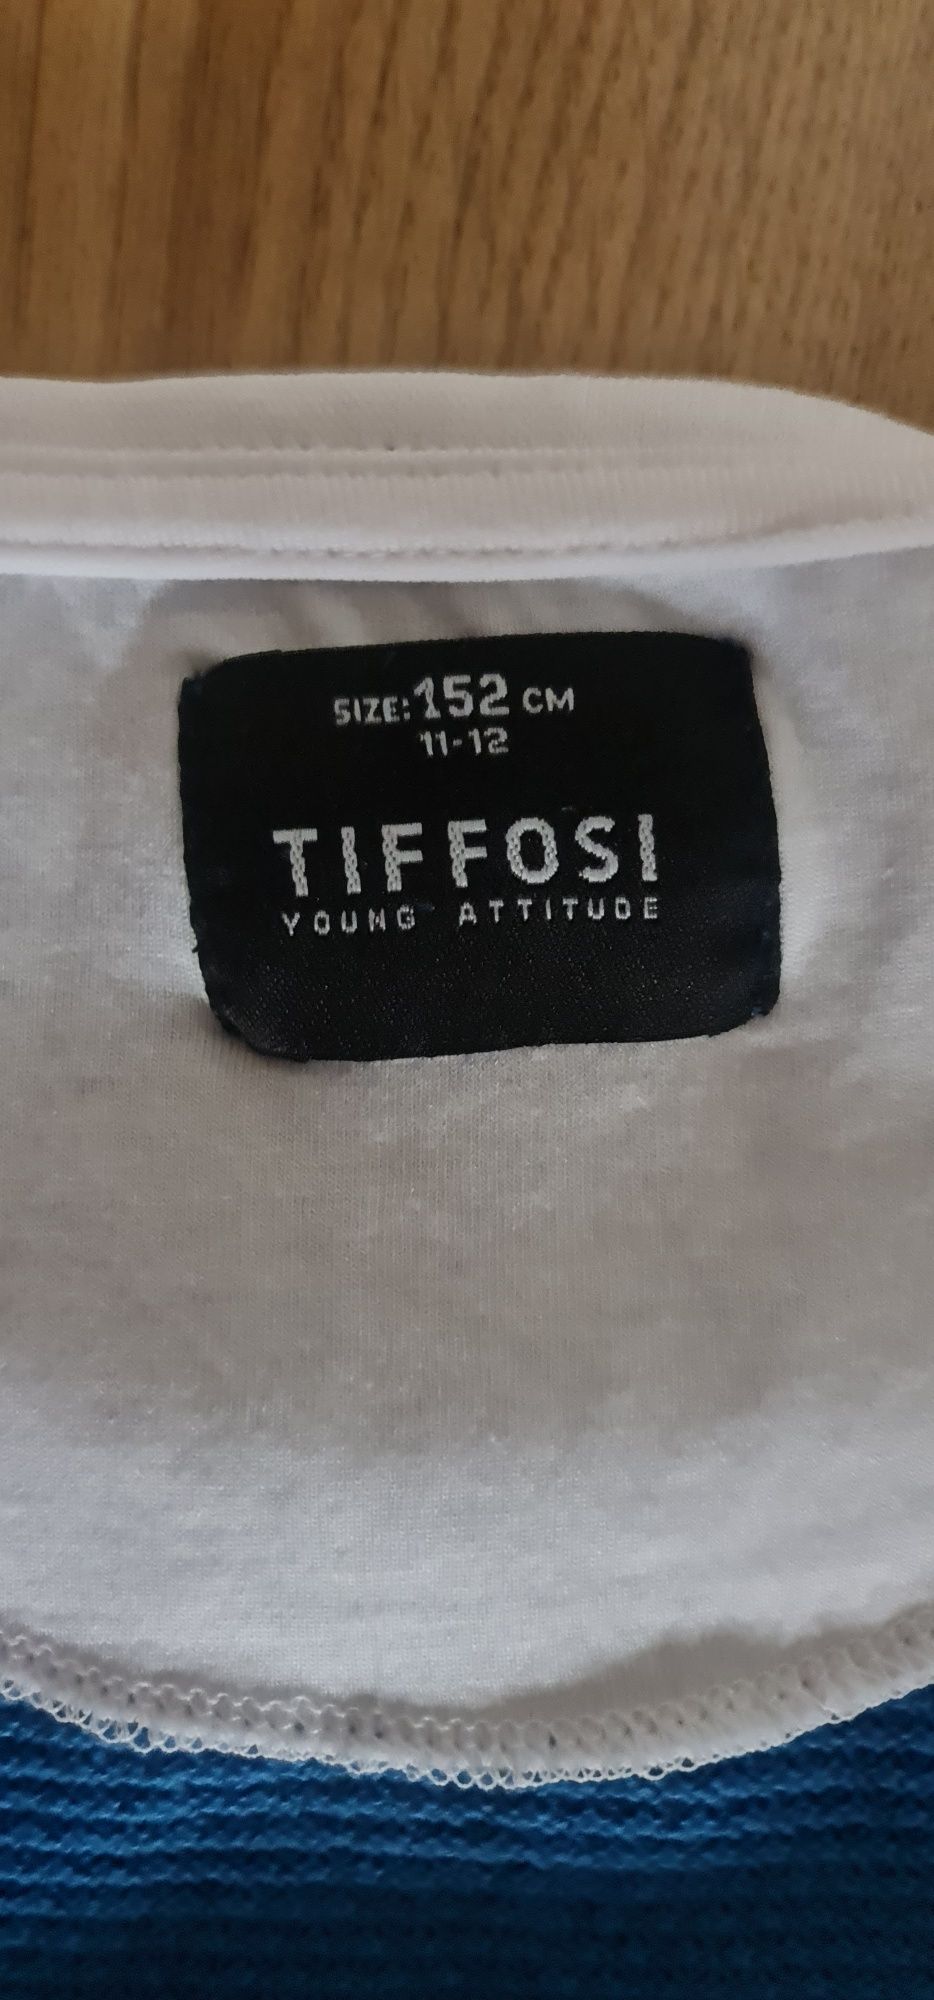 SIZE: 152 CM
11-12
TIFFOSI
YOUNG ATTITUDE